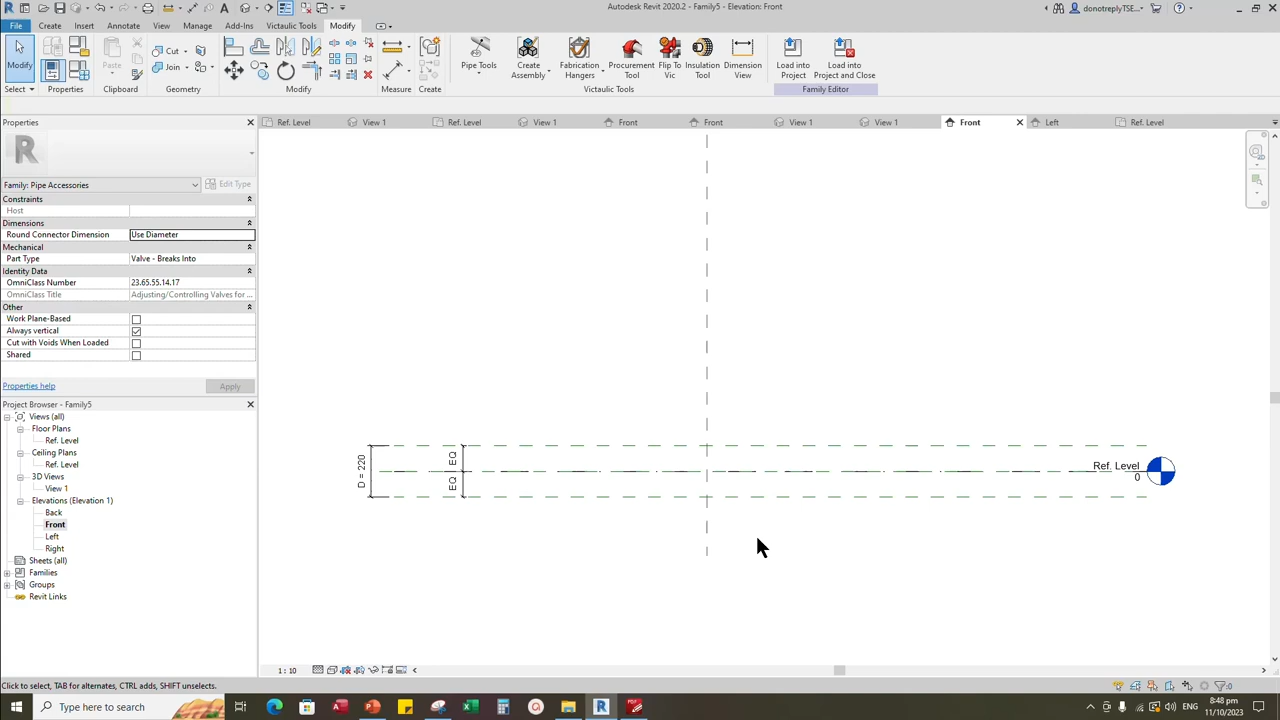 Autodesk Revit 2020.2 - Family5 - Elevation: Front
donotreplyTSE...
File Create Insert Annotate View Manage Add-Ins Victaulic Tools Modify
Modify
Paste
Cut
Join
Pipe Tools
Create Assembly
Fabrication Hangers
Procurement Tool
Flip To Vic
Insulation Tool
Dimension View
Load into Project
Load into Project and Close
Select Properties Clipboard Geometry Modify Measure Create Victaulic Tools Family Editor
Properties
Ref. Level View 1 Ref. Level View 1 Front Front View 1 View 1 Front Left Ref. Level
Family: Pipe Accessories Edit Type
Constraints
Host
Dimensions
Round Connector Dimension Use Diameter
Mechanical
Part Type Valve - Breaks Into
Identity Data
OmniClass Number 23.65.55.14.17
OmniClass Title Adjusting/Controlling Valves for ...
Other
Work Plane-Based
Always vertical
Cut with Voids When Loaded
Shared
Properties help Apply
Project Browser - Family5
Views (all)
Floor Plans
Ref. Level
Ceiling Plans
Ref. Level
3D Views
View 1
Elevations (Elevation 1)
Back
Front
Left
Right
Sheets (all)
Families
Groups
Revit Links
D = 220
EQ
EQ
Ref. Level
0
1 : 10
Click to select, TAB for alternates, CTRL adds, SHIFT unselects.
:0
Type here to search
8:48 pm
11/10/2023